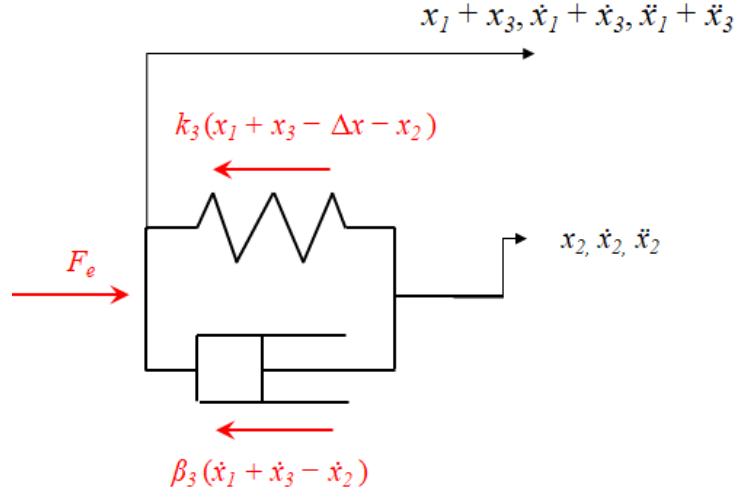 x₁ + x₃, ẋ₁ + ẋ₃, ẍ₁ + ẍ₃
k₃(x₁ + x₃ − Δx − x₂)
x₂, ẋ₂, ẍ₂
Fₑ
β₃(ẋ₁ + ẋ₃ − ẋ₂)